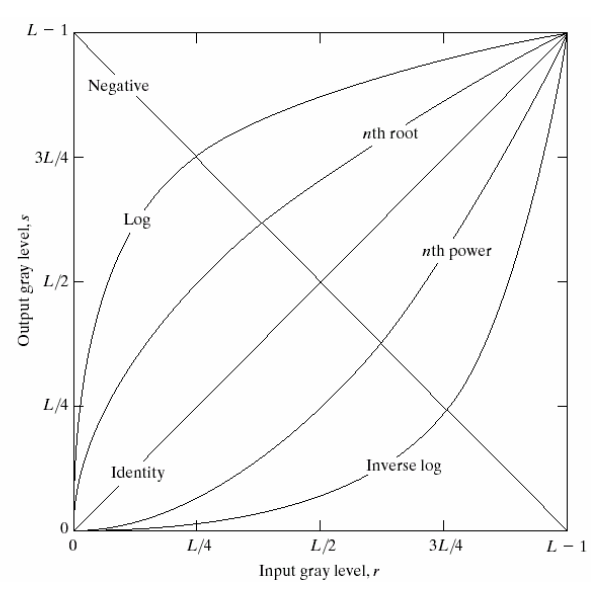 L − 1
Negative
nth root
3L/4
Log
nth power
L/2
Output gray level, s
L/4
Inverse log
Identity
0
0
L/4
L/2
3L/4
L − 1
Input gray level, r